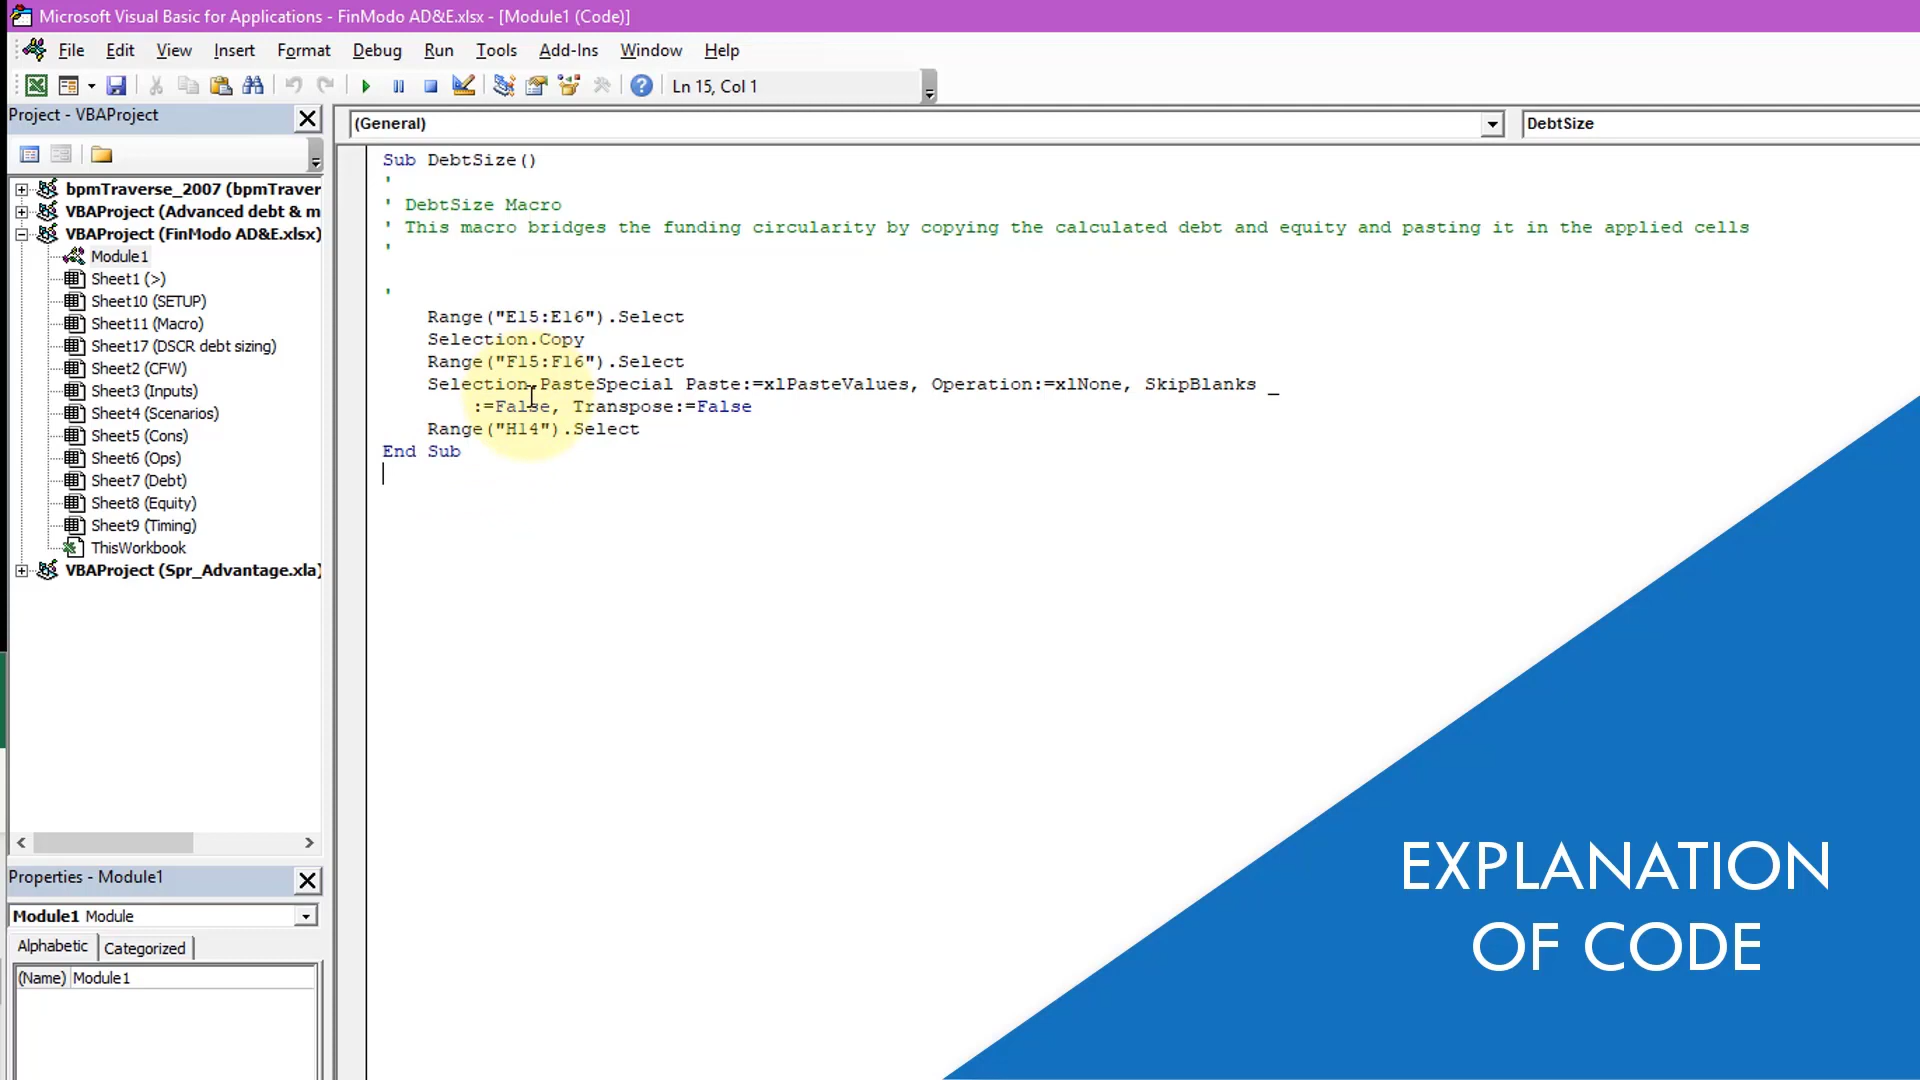 Microsoft Visual Basic for Applications - FinModo AD&E.xlsx - [Module1 (Code)]
File Edit View Insert Format Debug Run Tools Add-Ins Window Help
Ln 15, Col 1
Project - VBAProject
(General)
DebtSize
bpmTraverse_2007 (bpmTraver
VBAProject (Advanced debt & m
VBAProject (FinModo AD&E.xlsx)
Module1
Sheet1 (>)
Sheet10 (SETUP)
Sheet11 (Macro)
Sheet17 (DSCR debt sizing)
Sheet2 (CFW)
Sheet3 (Inputs)
Sheet4 (Scenarios)
Sheet5 (Cons)
Sheet6 (Ops)
Sheet7 (Debt)
Sheet8 (Equity)
Sheet9 (Timing)
ThisWorkbook
VBAProject (Spr_Advantage.xla)
Sub DebtSize()
'
' DebtSize Macro
' This macro bridges the funding circularity by copying the calculated debt and equity and pasting it in the applied cells
'
'
Range("E15:E16").Select
Selection.Copy
Range("F15:F16").Select
Selection.PasteSpecial Paste:=xlPasteValues, Operation:=xlNone, SkipBlanks _
:=False, Transpose:=False
Range("H14").Select
End Sub
Properties - Module1
Module1 Module
Alphabetic Categorized
(Name) Module1
EXPLANATION
OF CODE